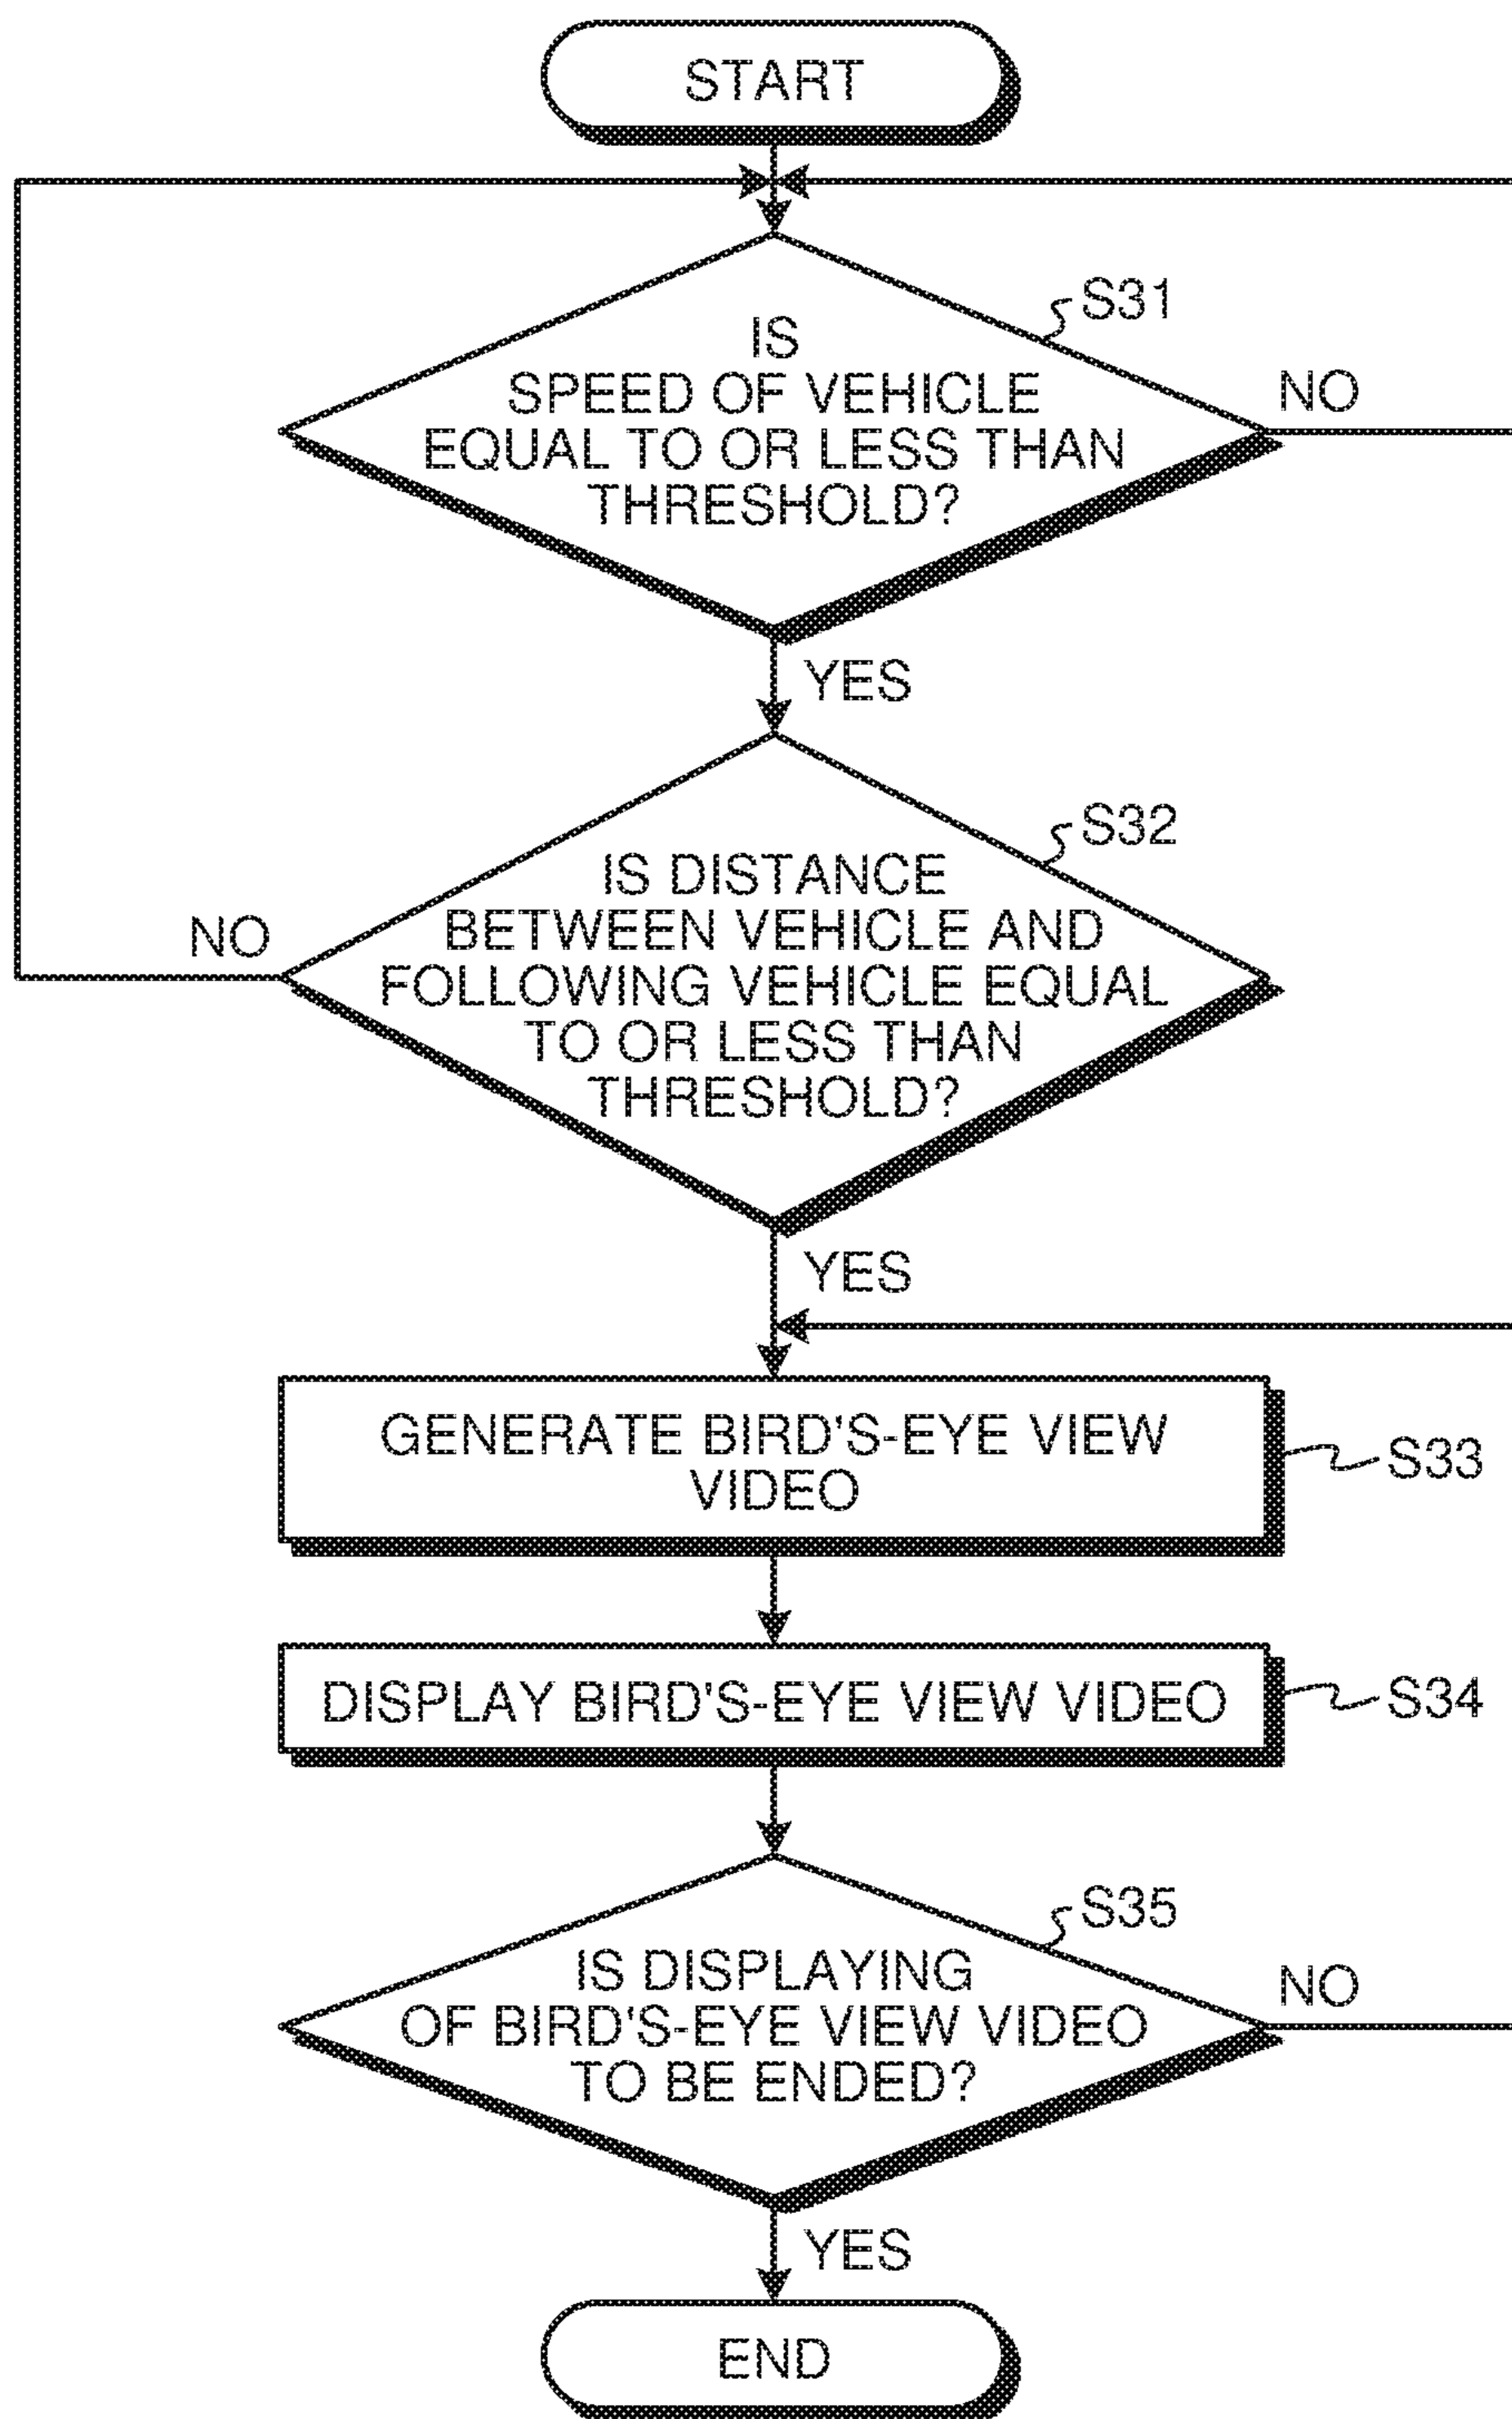 START
S31
IS
SPEED OF VEHICLE
EQUAL TO OR LESS THAN
THRESHOLD?
NO
YES
S32
IS DISTANCE
BETWEEN VEHICLE AND
FOLLOWING VEHICLE EQUAL
TO OR LESS THAN
THRESHOLD?
NO
YES
GENERATE BIRD'S-EYE VIEW
VIDEO
S33
DISPLAY BIRD'S-EYE VIEW VIDEO
S34
S35
IS DISPLAYING
OF BIRD'S-EYE VIEW VIDEO
TO BE ENDED?
NO
YES
END